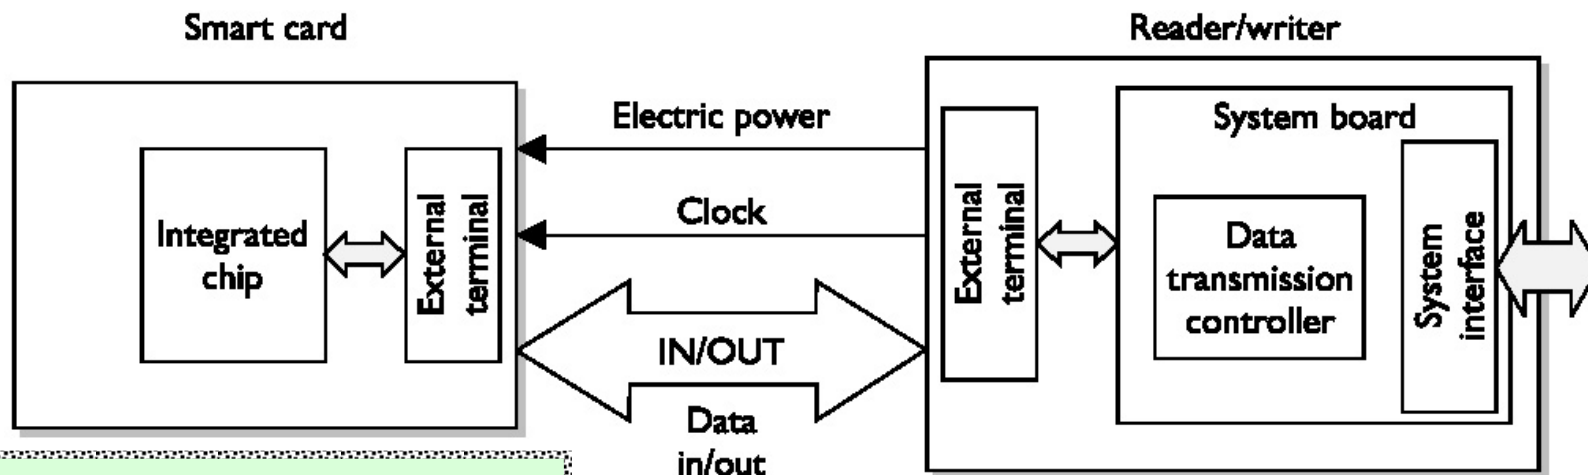 Smart card
Reader/writer
Electric power
System board
Integrated
chip
External
terminal
Clock
External
terminal
Data
transmission
controller
System
interface
IN/OUT
Data
in/out